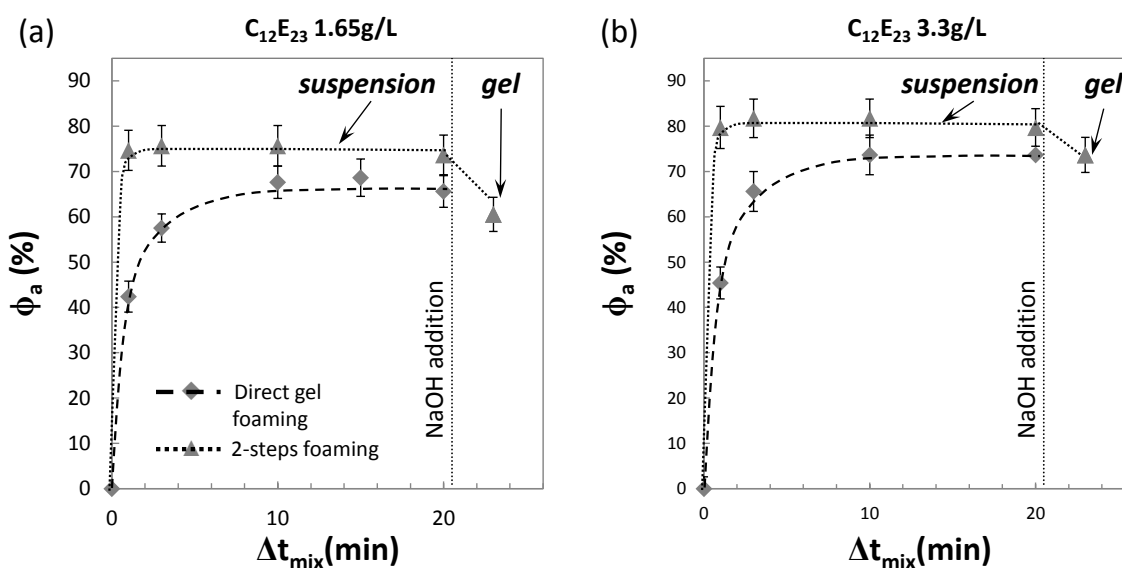 (a)
C₁₂E₂₃ 1.65g/L
90
80
70
60
50
40
30
20
10
0
Φₐ (%)
suspension
gel
NaOH addition
Direct gel
foaming
2-steps foaming
0
10
20
Δtₘᵢₓ(min)
(b)
C₁₂E₂₃ 3.3g/L
90
80
70
60
50
40
30
20
10
0
Φₐ (%)
suspension
gel
NaOH addition
0
10
20
Δtₘᵢₓ(min)